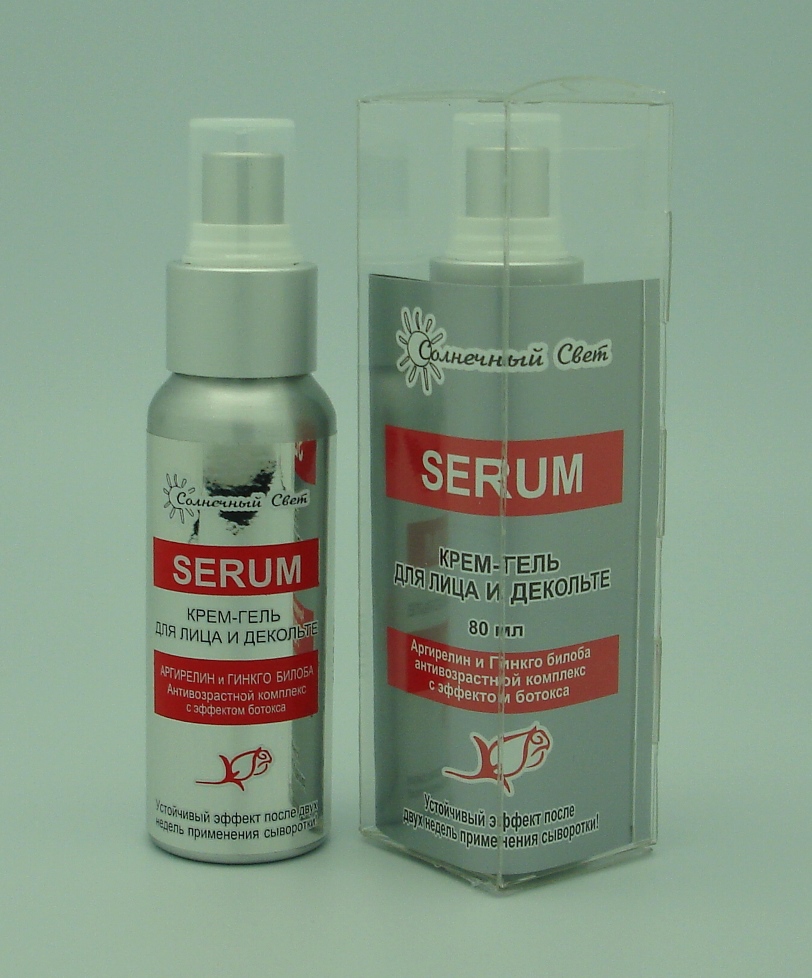 Солнечный Свет
SERUM
КРЕМ-ГЕЛЬ
ДЛЯ ЛИЦА И ДЕКОЛЬТЕ
АРГИРЕЛИН и ГИНКГО БИЛОБА
Антивозрастной комплекс
с эффектом ботокса
Устойчивый эффект после двух
недель применения сыворотки!
Солнечный Свет
SERUM
КРЕМ-ГЕЛЬ
ДЛЯ ЛИЦА И ДЕКОЛЬТЕ
80 мл
Аргирелин и Гинкго билоба
антивозрастной комплекс
с эффектом ботокса
Устойчивый эффект после
двух недель применения сыворотки!